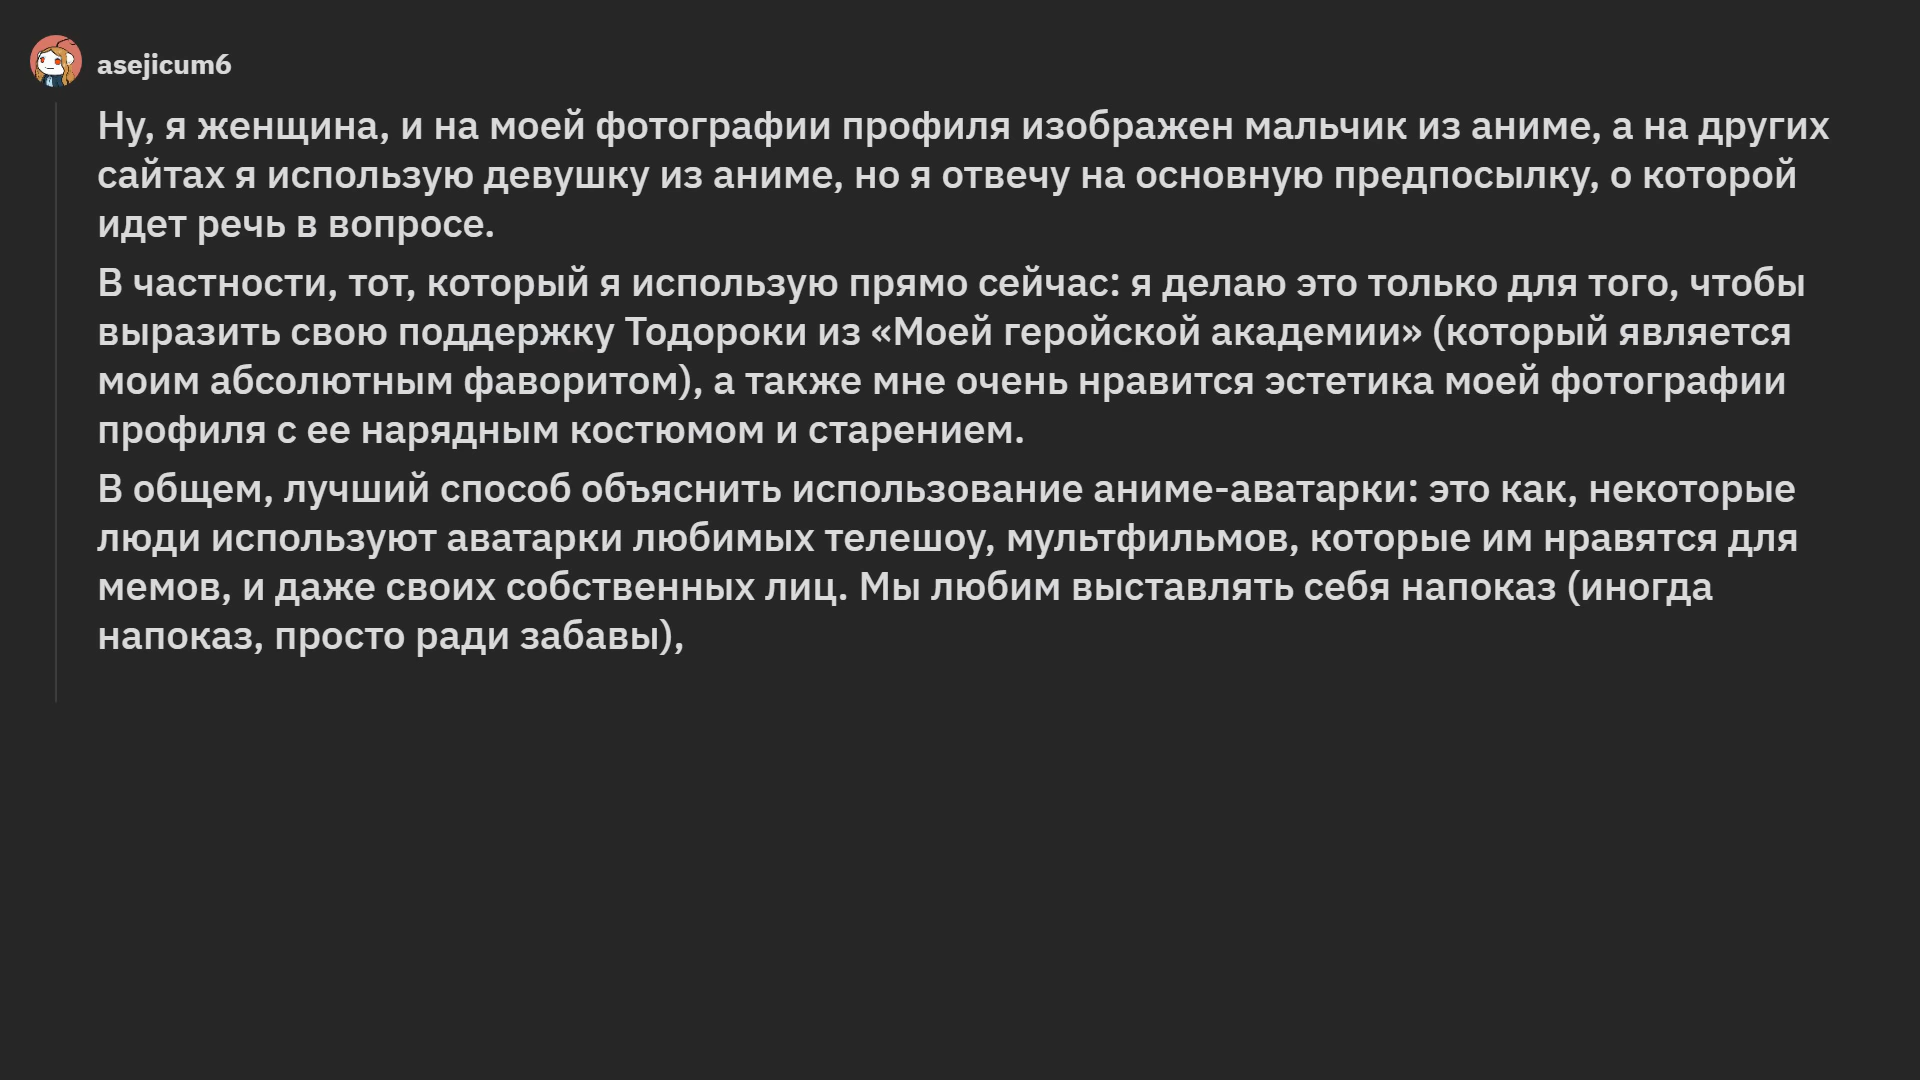 asejicum6
Ну, я женщина, и на моей фотографии профиля изображен мальчик из аниме, а на других
сайтах я использую девушку из аниме, но я отвечу на основную предпосылку, о которой
идет речь в вопросе.
В частности, тот, который я использую прямо сейчас: я делаю это только для того, чтобы
выразить свою поддержку Тодороки из «Моей геройской академии» (который является
моим абсолютным фаворитом), а также мне очень нравится эстетика моей фотографии
профиля с ее нарядным костюмом и старением.
В общем, лучший способ объяснить использование аниме-аватарки: это как, некоторые
люди используют аватарки любимых телешоу, мультфильмов, которые им нравятся для
мемов, и даже своих собственных лиц. Мы любим выставлять себя напоказ (иногда
напоказ, просто ради забавы),